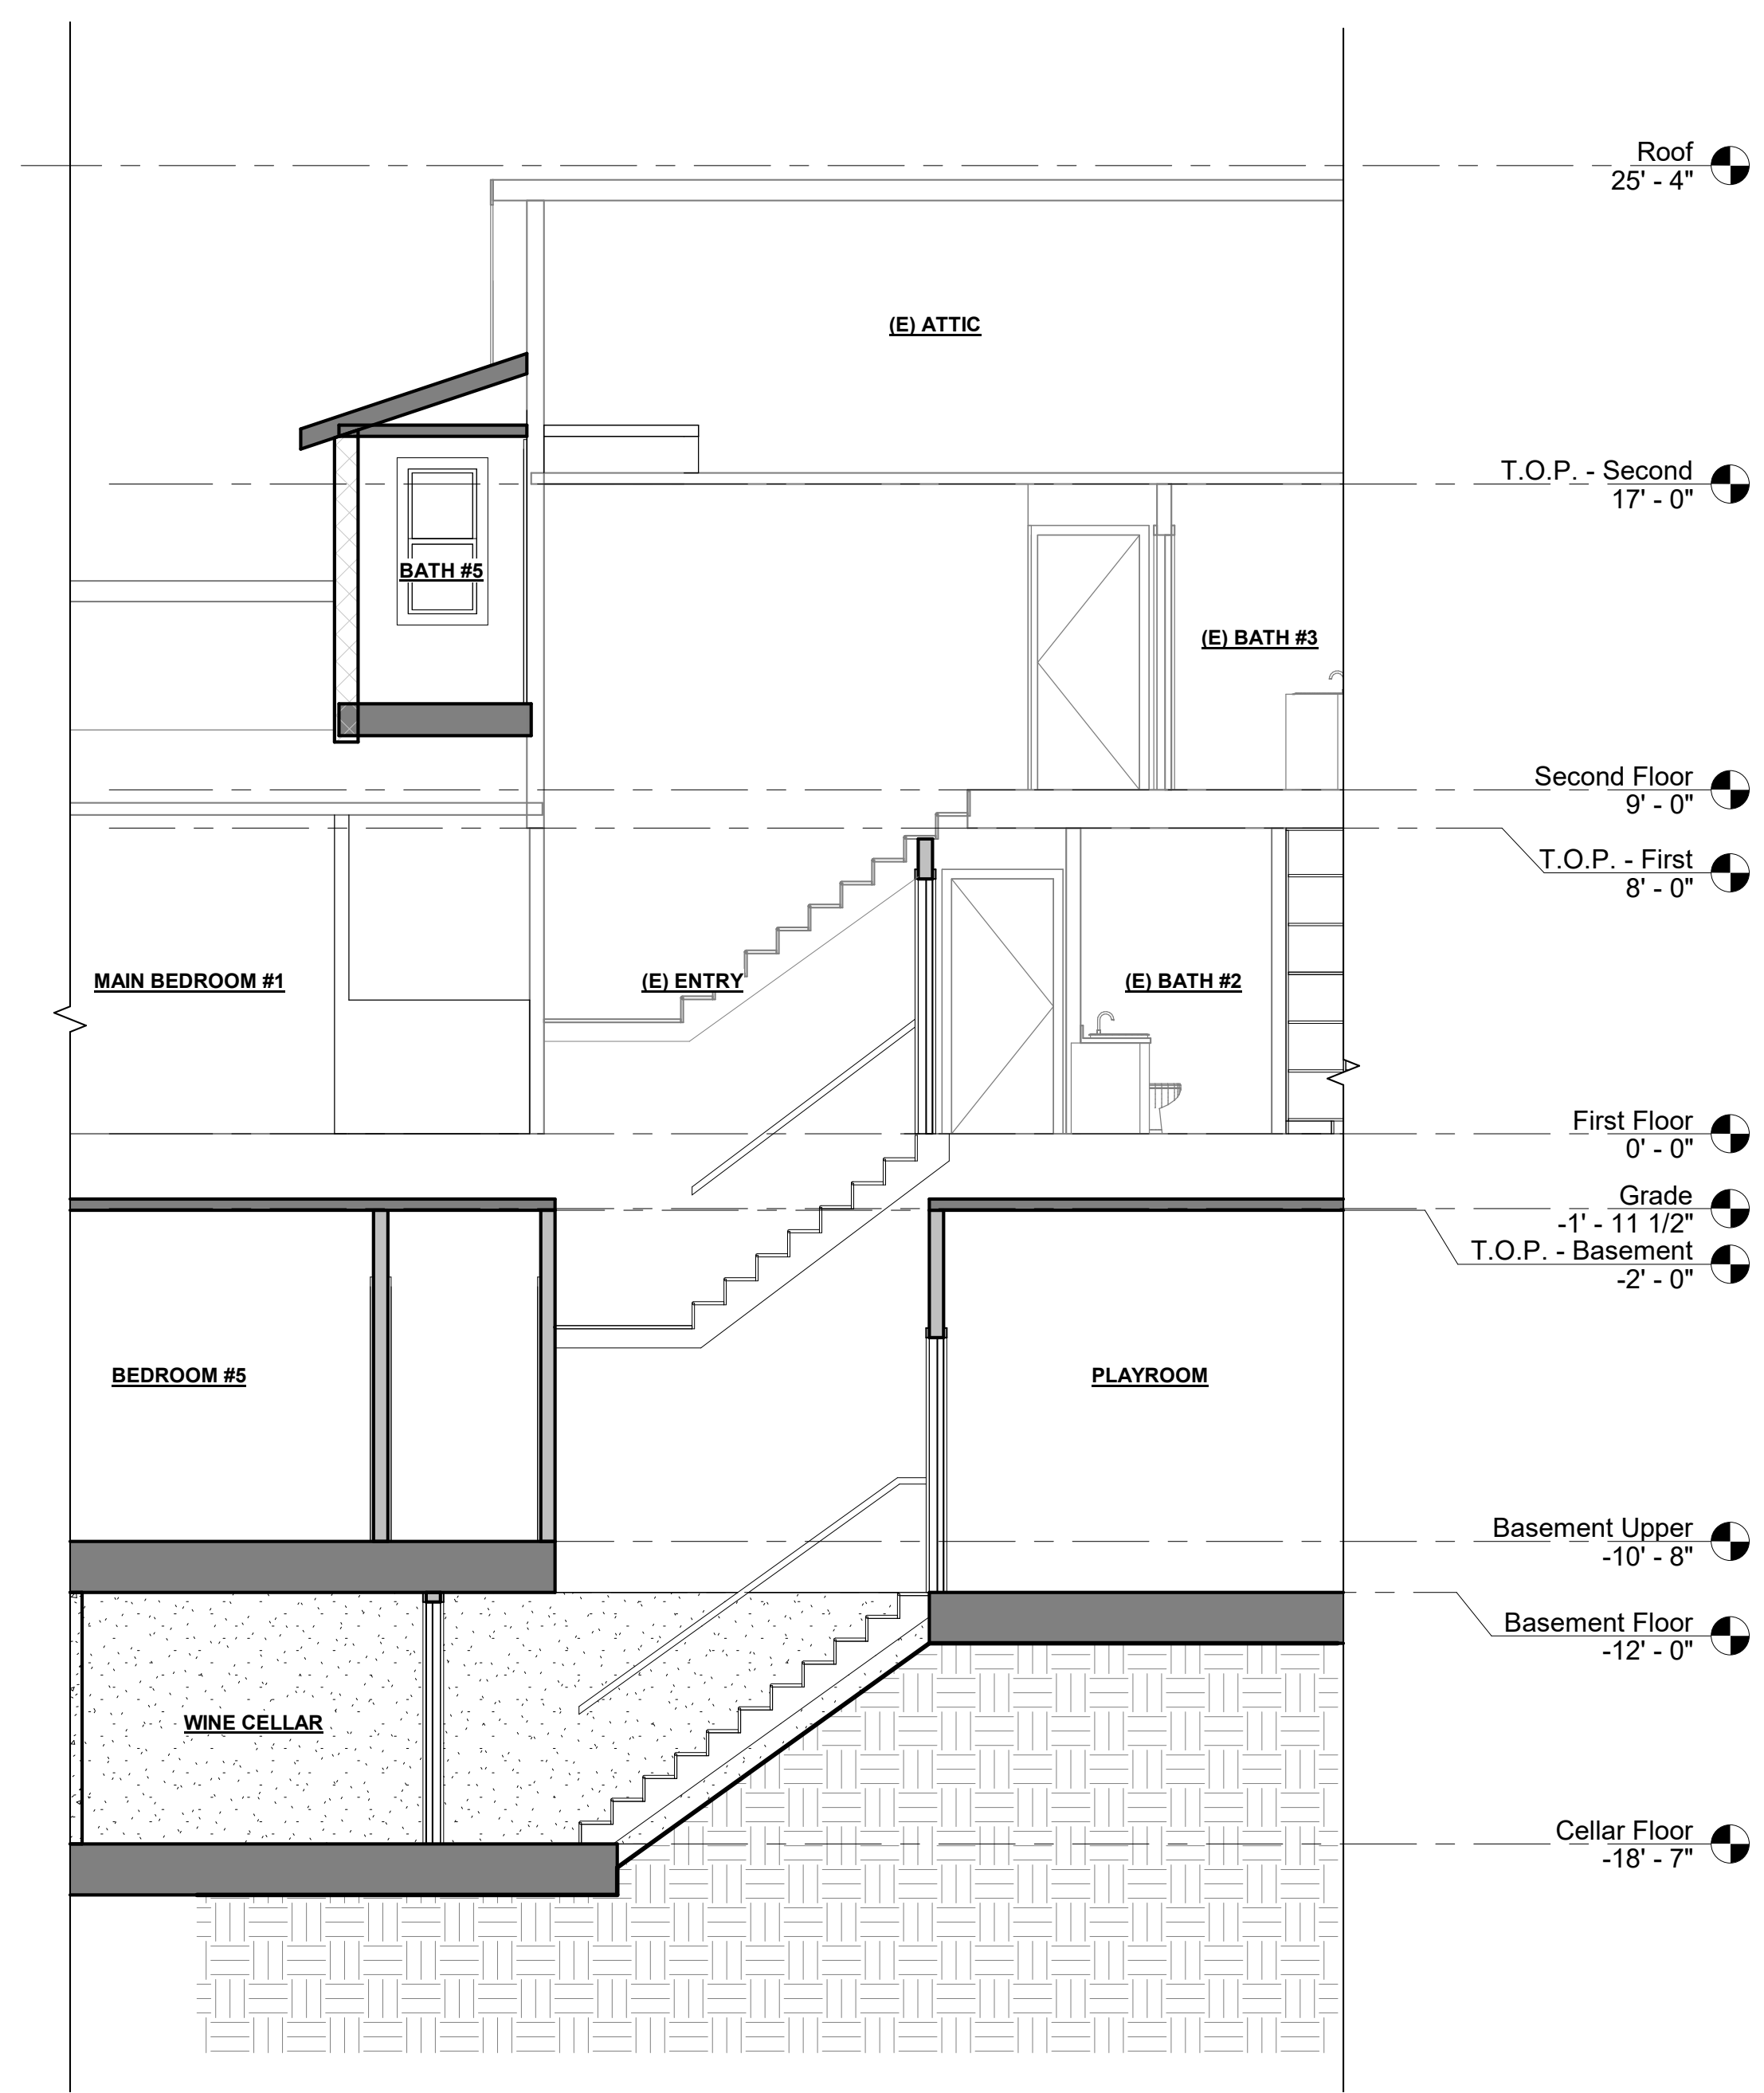 Roof
25' - 4"
(E) ATTIC
T.O.P. - Second
17' - 0"
BATH #5
(E) BATH #3
Second Floor
9' - 0"
T.O.P. - First
8' - 0"
MAIN BEDROOM #1
(E) ENTRY
(E) BATH #2
First Floor
0' - 0"
Grade
-1' - 11 1/2"
T.O.P. - Basement
-2' - 0"
BEDROOM #5
PLAYROOM
Basement Upper
-10' - 8"
Basement Floor
-12' - 0"
WINE CELLAR
Cellar Floor
-18' - 7"